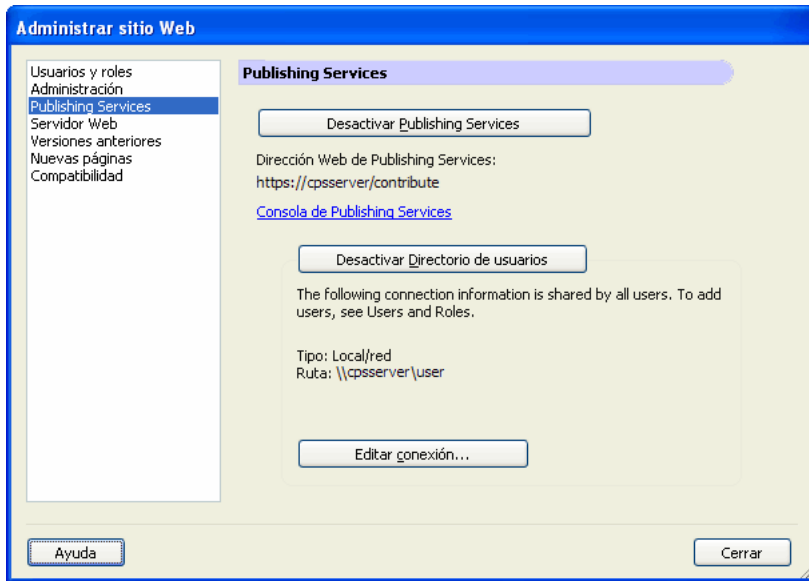 Administrar sitio Web
Usuarios y roles
Administración
Publishing Services
Servidor Web
Versiones anteriores
Nuevas páginas
Compatibilidad
Publishing Services
Desactivar Publishing Services
Dirección Web de Publishing Services:
https://cpsserver/contribute
Consola de Publishing Services
Desactivar Directorio de usuarios
The following connection information is shared by all users. To add
users, see Users and Roles.
Tipo: Local/red
Ruta: \\cpsserver\user
Editar conexión...
Ayuda
Cerrar